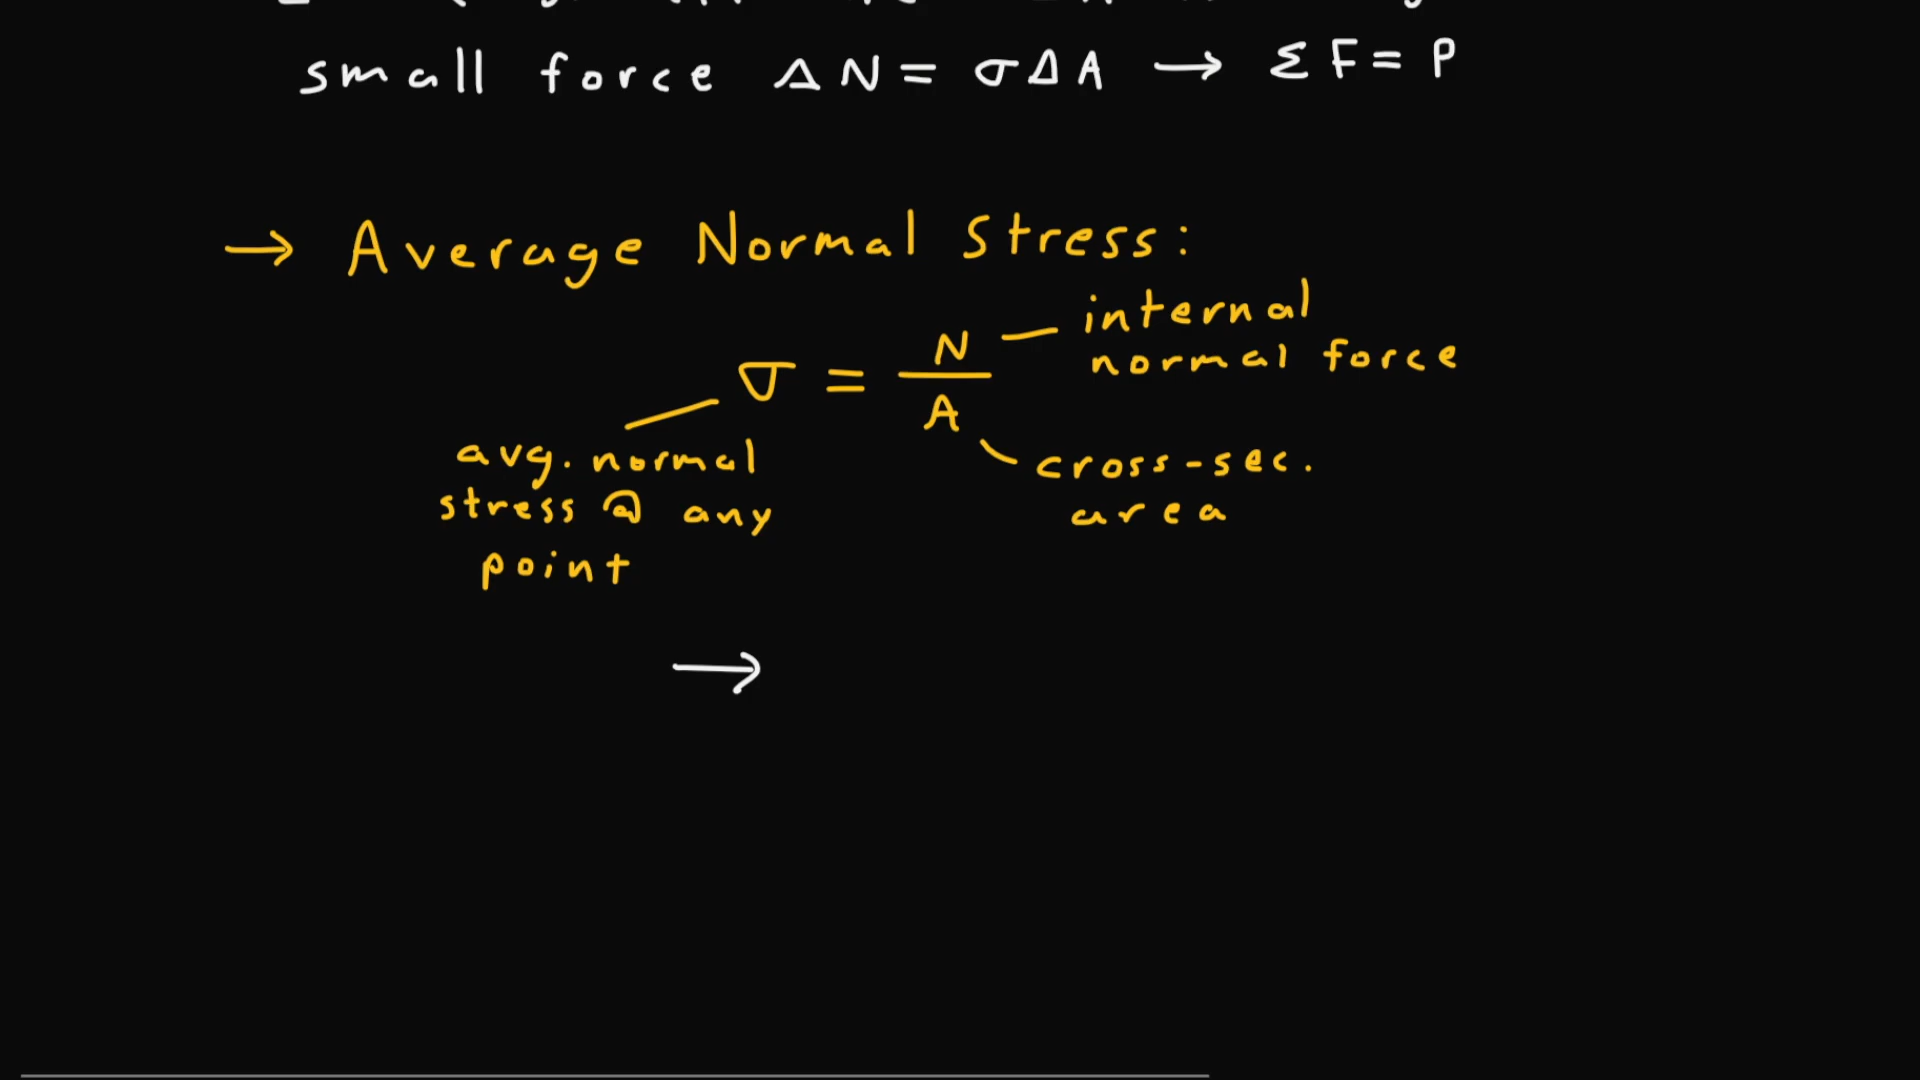 small force ΔN = σΔA → ΣF = P
→ Average Normal Stress:
σ = N / A
internal
normal force
avg. normal
stress @ any
point
cross-sec.
area
→